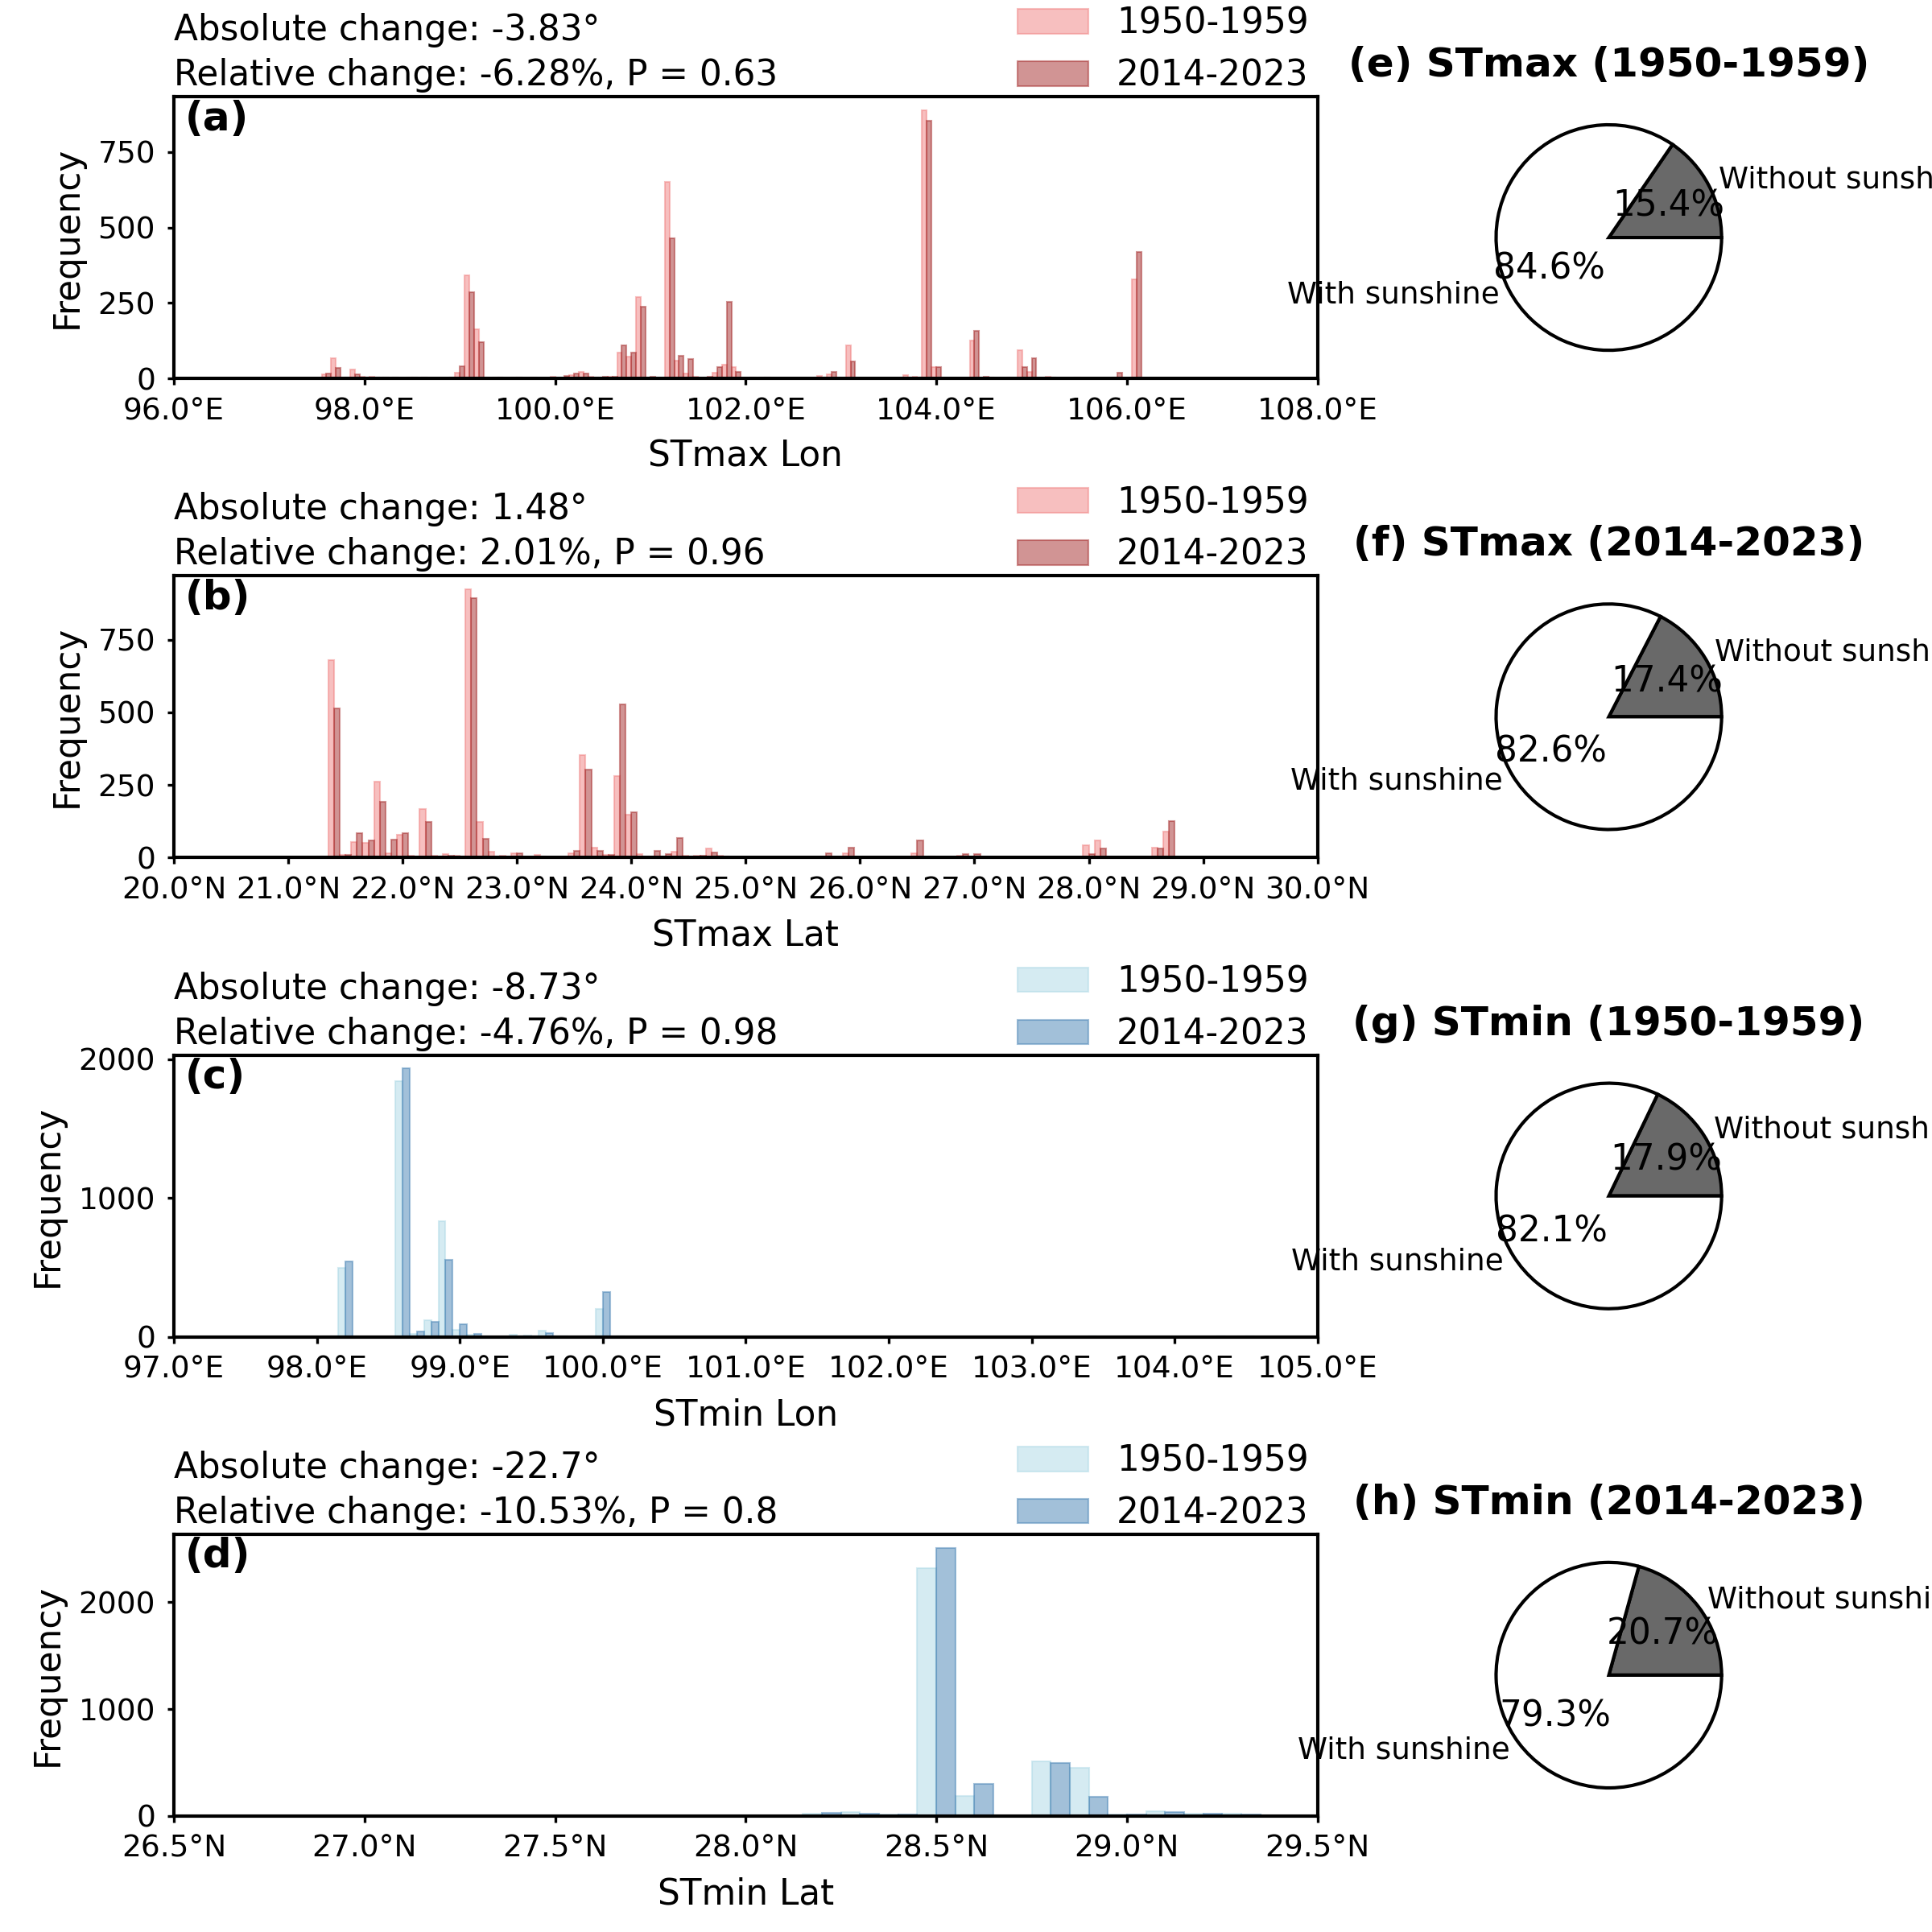 Absolute change: -3.83°
Relative change: -6.28%, P = 0.63
1950-1959
2014-2023
(a)
Frequency
750
500
250
0
96.0°E 98.0°E 100.0°E 102.0°E 104.0°E 106.0°E 108.0°E
STmax Lon
(e) STmax (1950-1959)
Without sunsh
15.4%
84.6%
With sunshine
Absolute change: 1.48°
Relative change: 2.01%, P = 0.96
1950-1959
2014-2023
(b)
Frequency
750
500
250
0
20.0°N 21.0°N 22.0°N 23.0°N 24.0°N 25.0°N 26.0°N 27.0°N 28.0°N 29.0°N 30.0°N
STmax Lat
(f) STmax (2014-2023)
Without sunsh
17.4%
82.6%
With sunshine
Absolute change: -8.73°
Relative change: -4.76%, P = 0.98
1950-1959
2014-2023
(c)
Frequency
2000
1000
0
97.0°E 98.0°E 99.0°E 100.0°E 101.0°E 102.0°E 103.0°E 104.0°E 105.0°E
STmin Lon
(g) STmin (1950-1959)
Without sunsh
17.9%
82.1%
With sunshine
Absolute change: -22.7°
Relative change: -10.53%, P = 0.8
1950-1959
2014-2023
(d)
Frequency
2000
1000
0
26.5°N 27.0°N 27.5°N 28.0°N 28.5°N 29.0°N 29.5°N
STmin Lat
(h) STmin (2014-2023)
Without sunshi
20.7%
79.3%
With sunshine